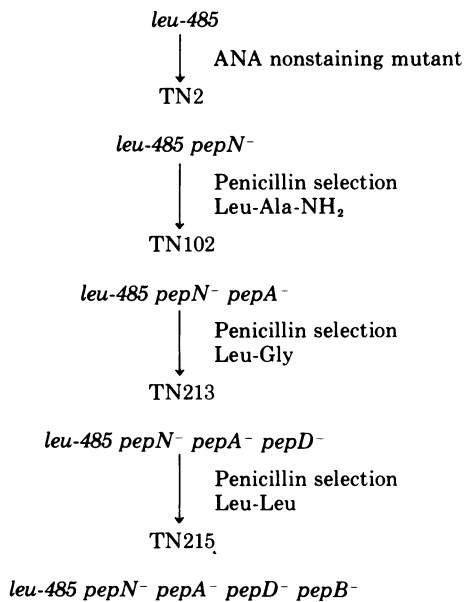 leu-485
ANA nonstaining mutant
TN2
leu-485 pepN⁻
Penicillin selection
Leu-Ala-NH₂
TN102
leu-485 pepN⁻ pepA⁻
Penicillin selection
Leu-Gly
TN213
leu-485 pepN⁻ pepA⁻ pepD⁻
Penicillin selection
Leu-Leu
TN215
leu-485 pepN⁻ pepA⁻ pepD⁻ pepB⁻